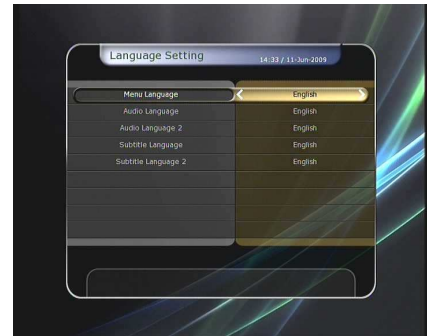 Language Setting 14:33 / 11-Jun-2009
Menu Language English
Audio Language English
Audio Language 2 English
Subtitle Language English
Subtitle Language 2 English